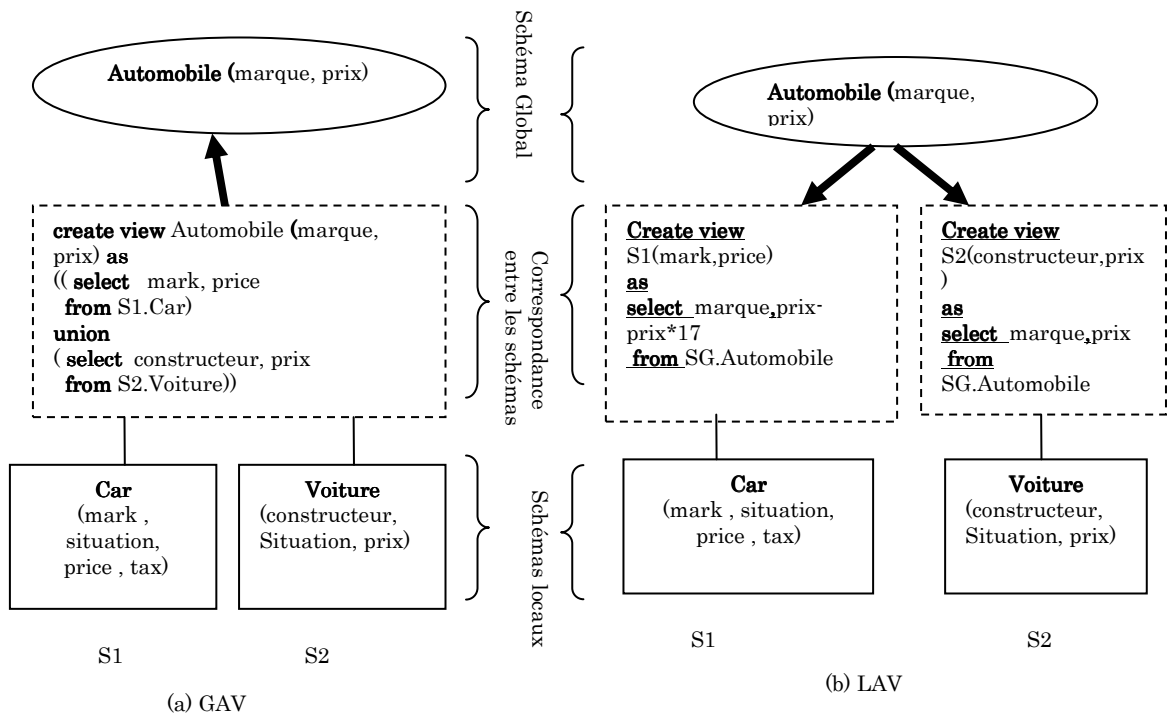 Automobile (marque, prix)
create view Automobile (marque,
prix) as
(( select mark, price
from S1.Car)
union
( select constructeur, prix
from S2.Voiture))
Car
(mark ,
situation,
price , tax)
Voiture
(constructeur,
Situation, prix)
S1
S2
(a) GAV
Schéma Global
Correspondance
entre les schémas
Schémas locaux
Automobile (marque,
prix)
Create view
S1(mark,price)
as
select marque,prix-
prix*17
from SG.Automobile
Create view
S2(constructeur,prix
)
as
select marque,prix
from
SG.Automobile
Car
(mark , situation,
price , tax)
Voiture
(constructeur,
Situation, prix)
S1
S2
(b) LAV